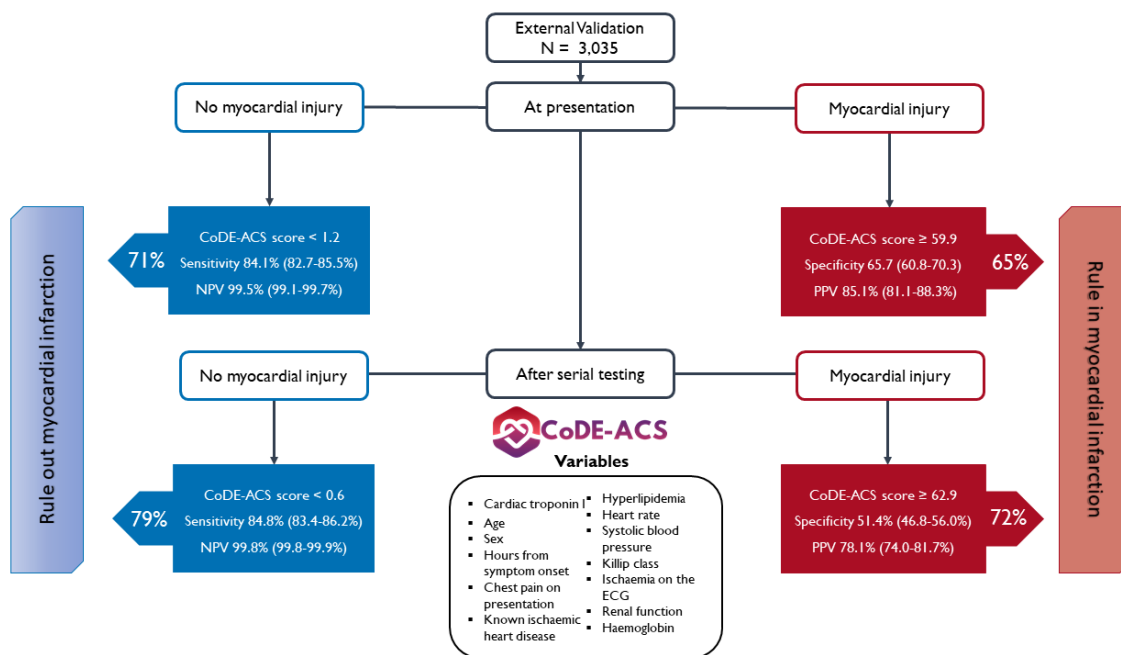 External Validation
N =  3,035
No myocardial injury
At presentation
Myocardial injury
CoDE-ACS score < 1.2
Sensitivity 84.1% (82.7-85.5%)
NPV 99.5% (99.1-99.7%)
71%
CoDE-ACS score ≥ 59.9
Specificity 65.7 (60.8-70.3)
PPV 85.1% (81.1-88.3%)
65%
Rule out myocardial infarction
Rule in myocardial infarction
No myocardial injury
After serial testing
Myocardial injury
CoDE-ACS
Variables
CoDE-ACS score < 0.6
Sensitivity 84.8% (83.4-86.2%)
NPV 99.8% (99.8-99.9%)
79%
▪ Cardiac troponin I
▪ Age
▪ Sex
▪ Hours from
symptom onset
▪ Chest pain on
presentation
▪ Known ischaemic
heart disease
▪ Hyperlipidemia
▪ Heart rate
▪ Systolic blood
pressure
▪ Killip class
▪ Ischaemia on the
ECG
▪ Renal function
▪ Haemoglobin
CoDE-ACS score ≥ 62.9
Specificity 51.4% (46.8-56.0%)
PPV 78.1% (74.0-81.7%)
72%